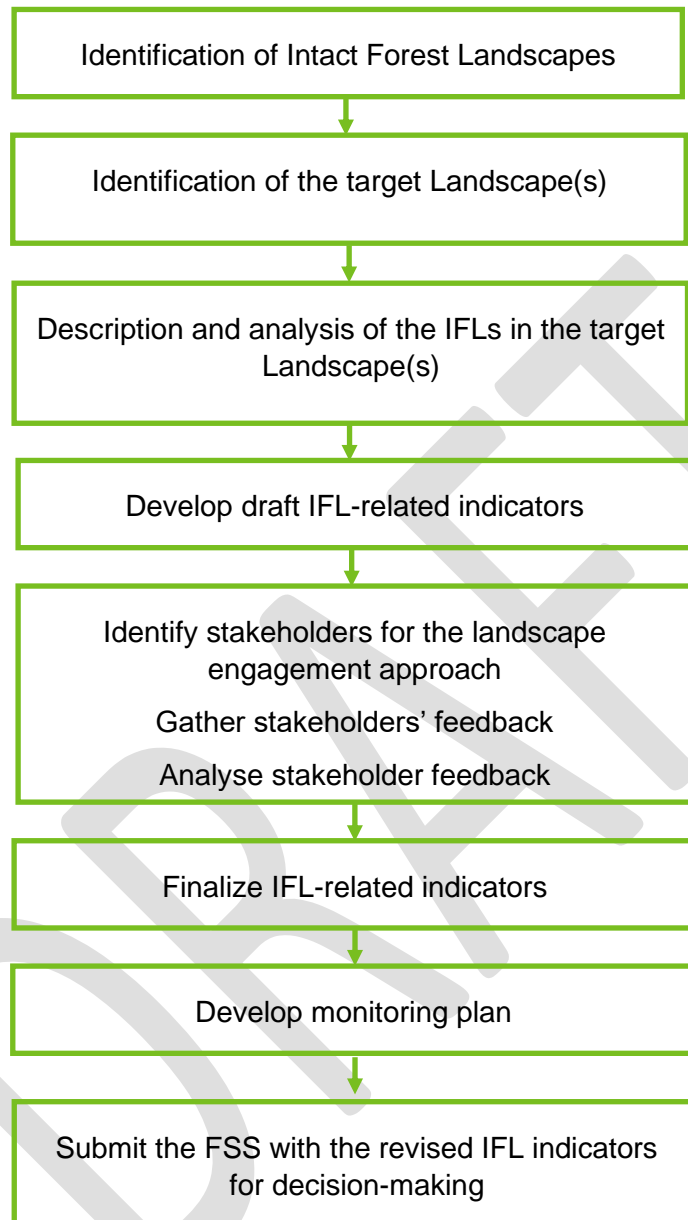 Identification of Intact Forest Landscapes
Identification of the target Landscape(s)
Description and analysis of the IFLs in the target
Landscape(s)
Develop draft IFL-related indicators
Identify stakeholders for the landscape
engagement approach
Gather stakeholders’ feedback
Analyse stakeholder feedback
Finalize IFL-related indicators
Develop monitoring plan
Submit the FSS with the revised IFL indicators
for decision-making
DRAFT